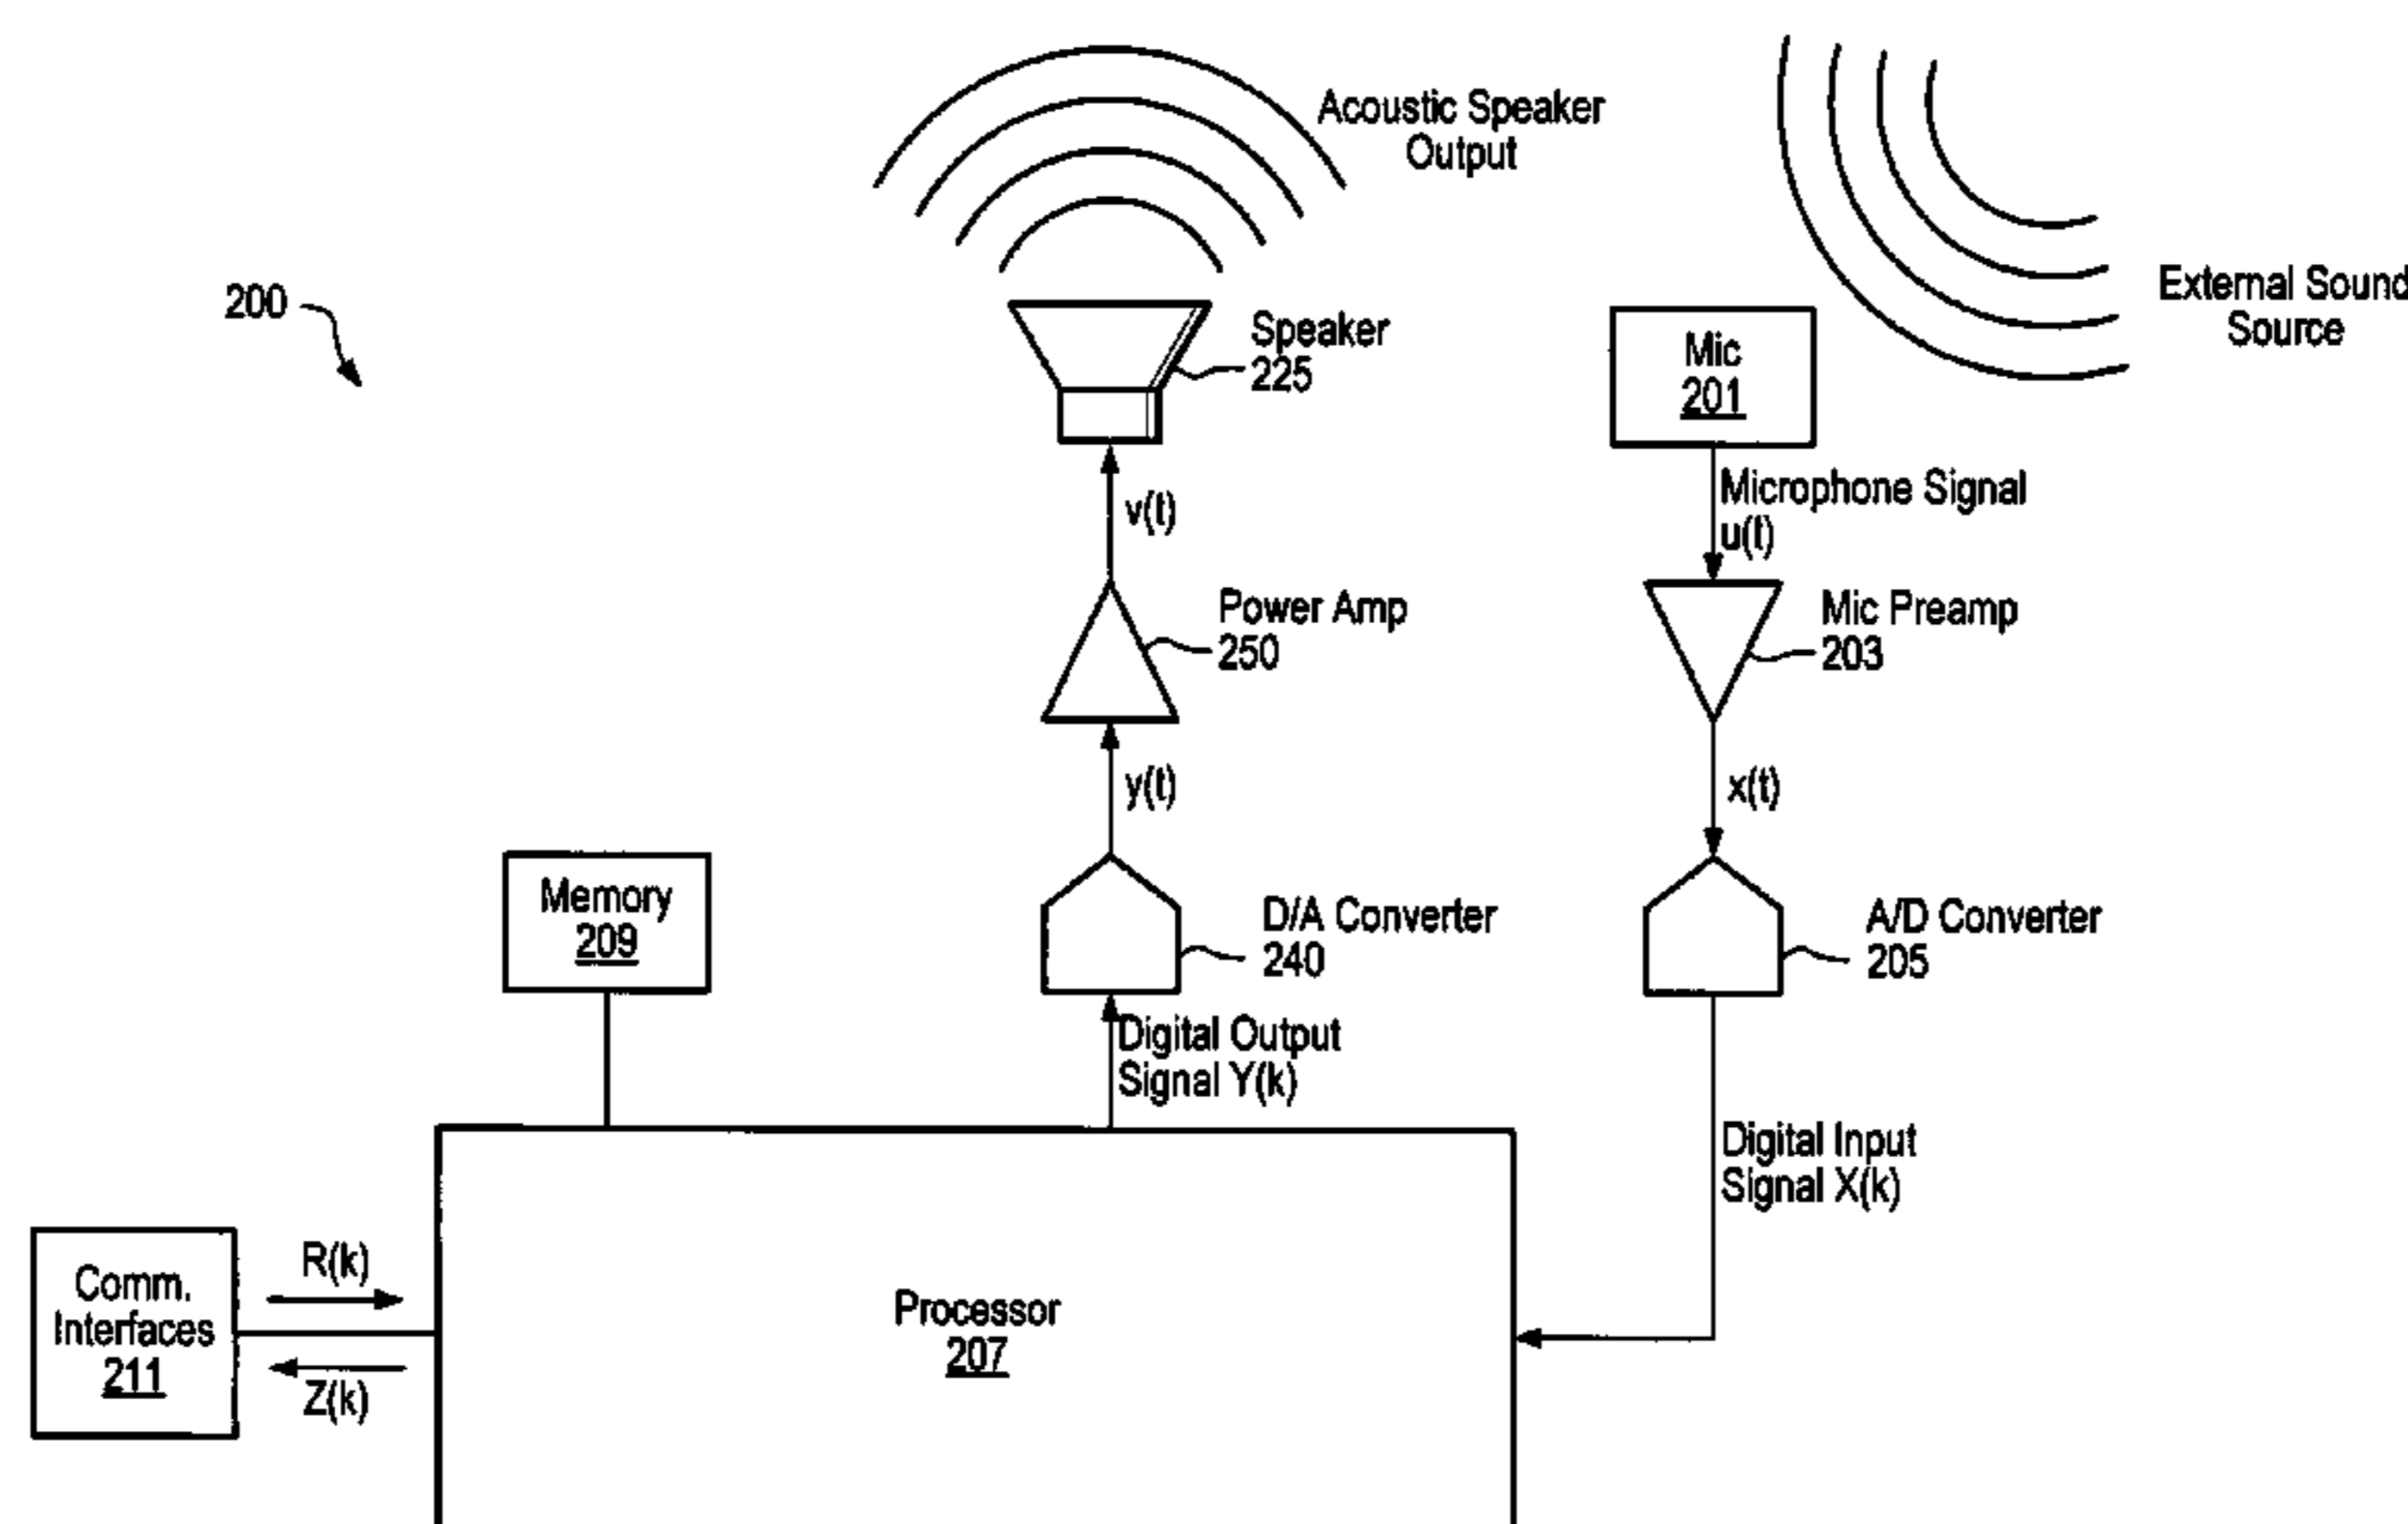 Acoustic Speaker
Output
External Sound
Source
200
Speaker
225
Mic
201
Microphone Signal
u(t)
v(t)
Power Amp
250
Mic Preamp
203
y(t)
x(t)
Memory
209
D/A Converter
240
A/D Converter
205
Digital Output
Signal Y(k)
Digital Input
Signal X(k)
Comm.
Interfaces
211
R(k)
Z(k)
Processor
207